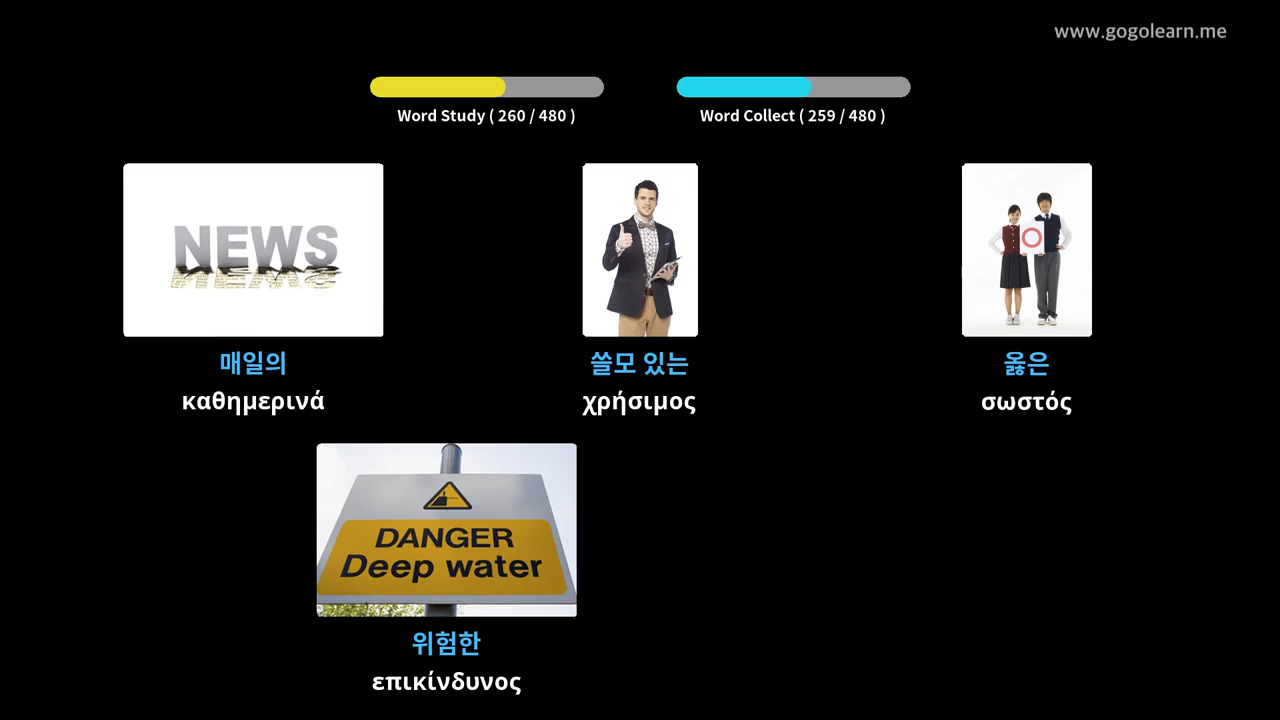 www.gogolearn.me
Word Study ( 260 / 480 )
Word Collect ( 259 / 480 )
NEWS
매일의
καθημερινά
쓸모 있는
χρήσιμος
옳은
σωστός
DANGER
Deep water
위험한
επικίνδυνος